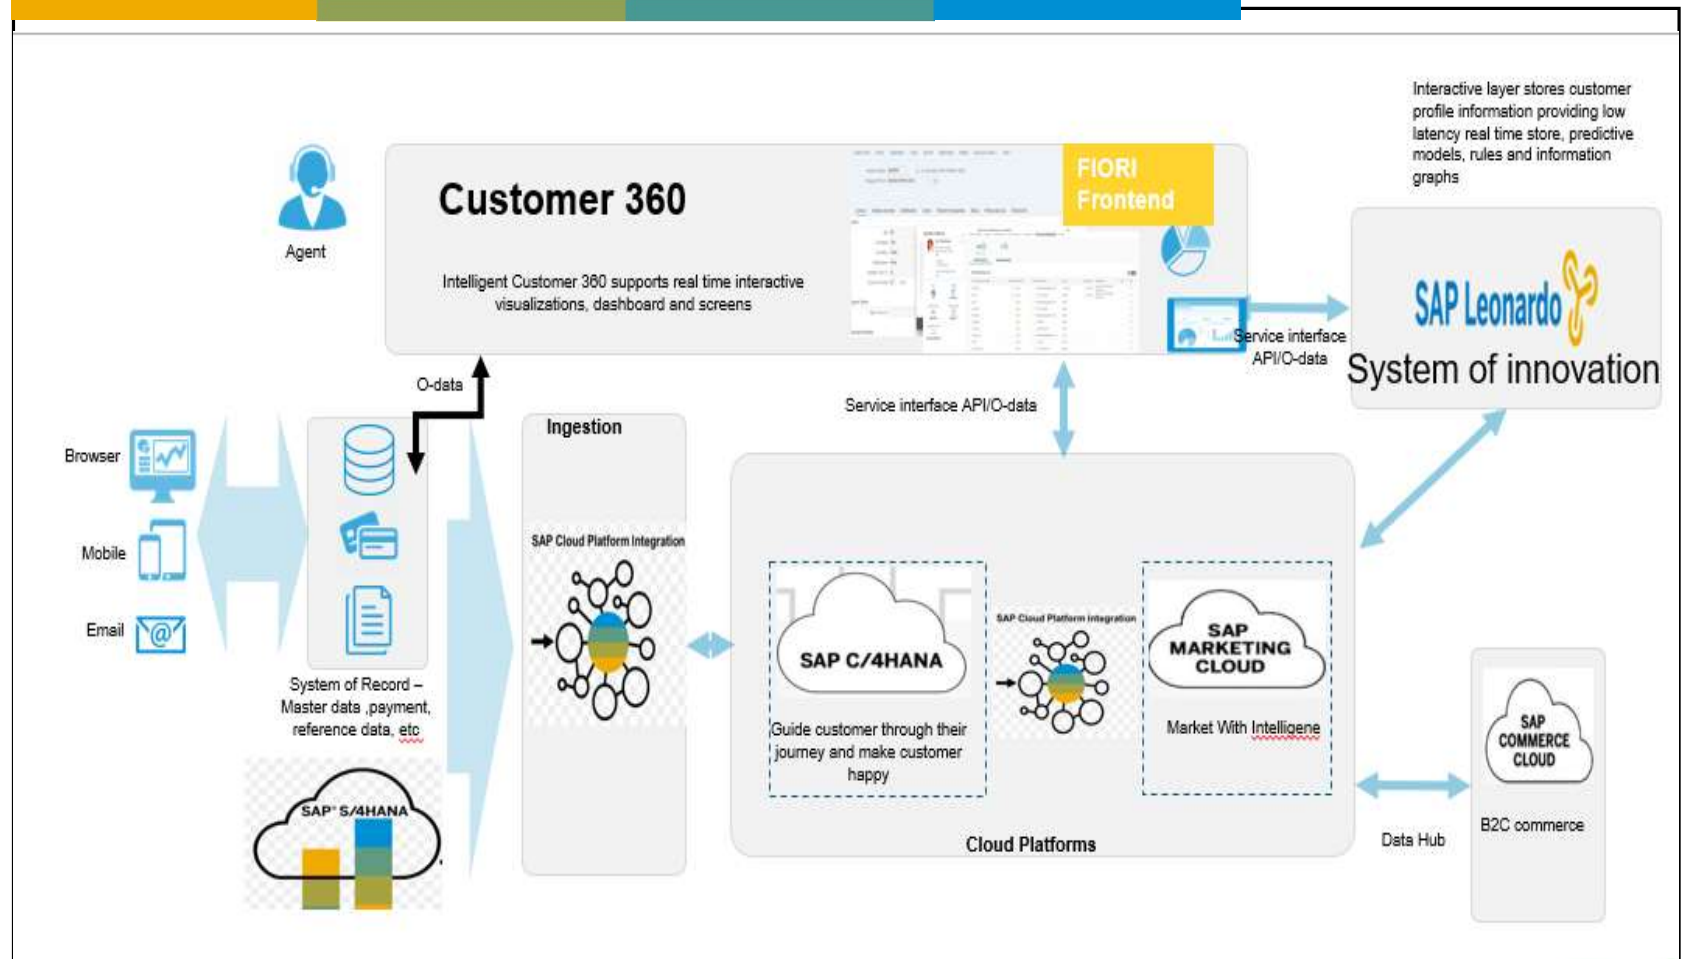 Interactive layer stores customer
profile information providing low
latency real time store, predictive
models, rules and information
graphs
FIORI
Frontend
Customer 360
Agent
Intelligent Customer 360 supports real time interactive
visualizations, dashboard and screens
SAP Leonardo
System of innovation
Service interface
API/O-data
O-data
Service interface API/O-data
Ingestion
Browser
Mobile
Email
SAP Cloud Platform Integration
SAP Cloud Platform Integration
SAP C/4HANA
SAP
MARKETING
CLOUD
Guide customer through their
journey and make customer
happy
Market With Intelligene
System of Record –
Master data ,payment,
reference data, etc
SAP® S/4HANA
SAP
COMMERCE
CLOUD
B2C commerce
Data Hub
Cloud Platforms